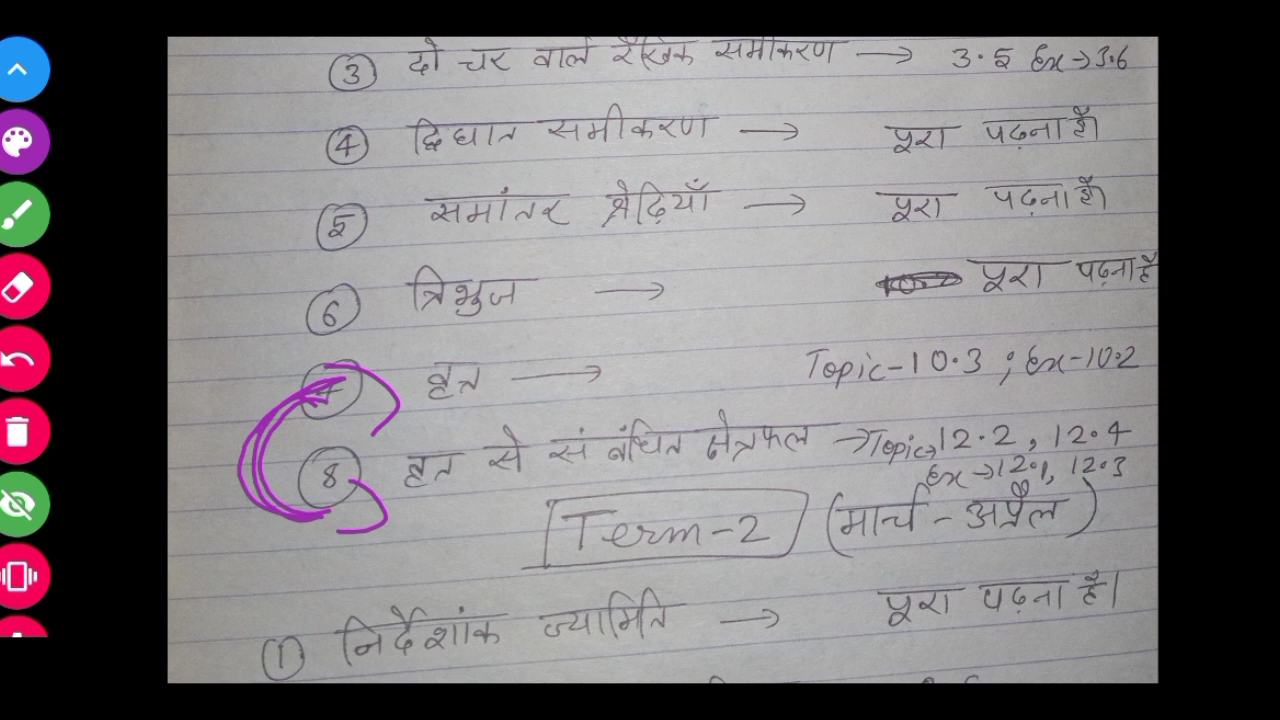 ③ दो चर वाले रैखिक समीकरण → 3.5 Ex → 3.6
④ द्विघात समीकरण → पूरा पढ़ना है।
⑤ समांतर श्रेढ़ियाँ → पूरा पढ़ना है।
⑥ त्रिभुज → पूरा पढ़ना है
⑦ वृत्त → Topic-10.3 ; Ex-10.2
⑧ वृत से संबंधित क्षेत्रफल → Topic → 12.2, 12.4
Ex → 12.1, 12.3
Term-2 (मार्च - अप्रैल)
① निर्देशांक ज्यामिति → पूरा पढ़ना है।